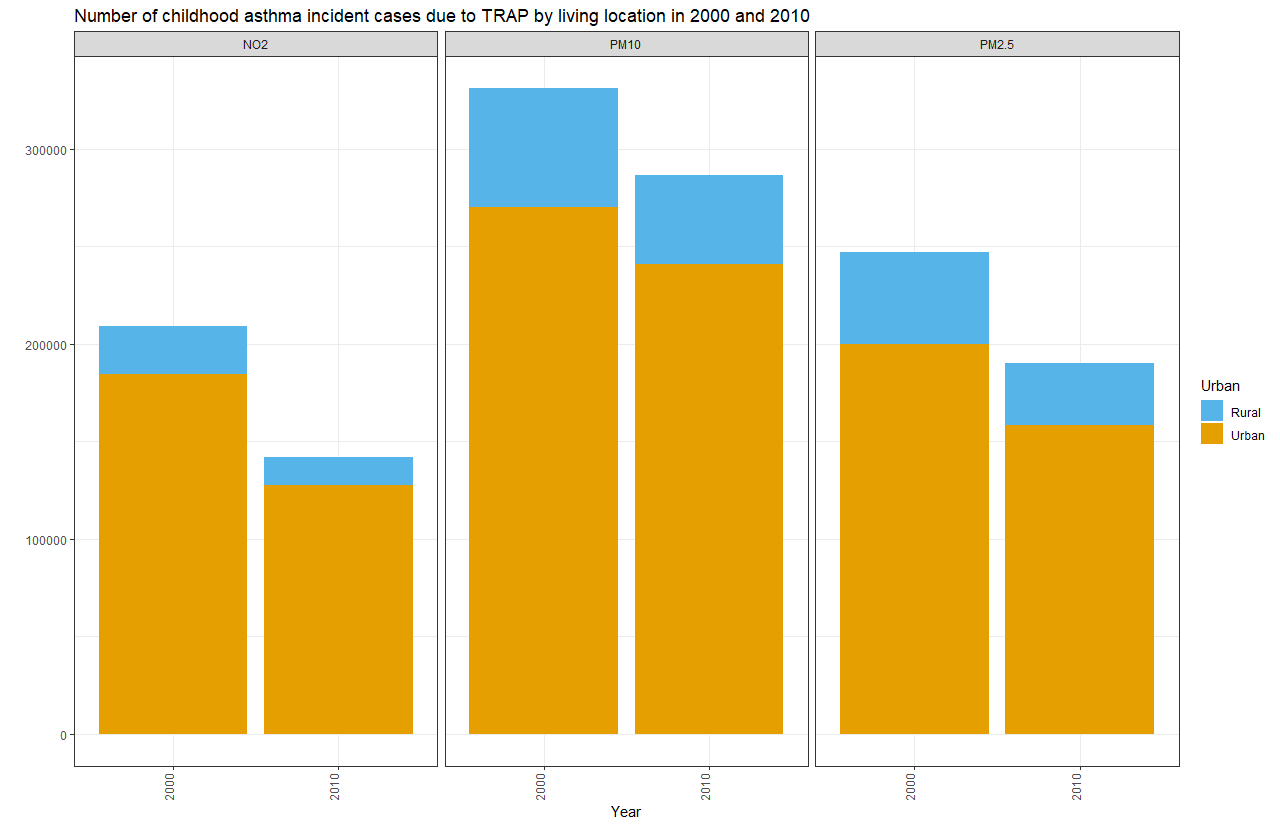 Number of childhood asthma incident cases due to TRAP by living location in 2000 and 2010
NO2 PM10 PM2.5
300000
200000
100000
0
2000 2010 2000 2010 2000 2010
Year
Urban
Rural
Urban